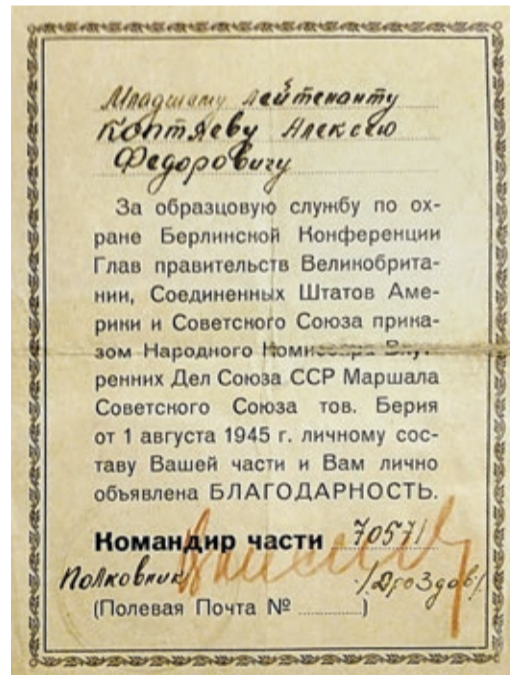 Младшему лейтенанту
Коптяеву Алексею
Федоровичу
За образцовую службу по ох-
ране Берлинской Конференции
Глав правительств Великобрита-
нии, Соединенных Штатов Аме-
рики и Советского Союза прика-
зом Народного Комиссара Внут-
ренних Дел Союза ССР Маршала
Советского Союза тов. Берия
от 1 августа 1945 г. личному сос-
таву Вашей части и Вам лично
объявлена БЛАГОДАРНОСТЬ.
Командир части 70571
Полковник /Дроздов/
(Полевая Почта № ............)